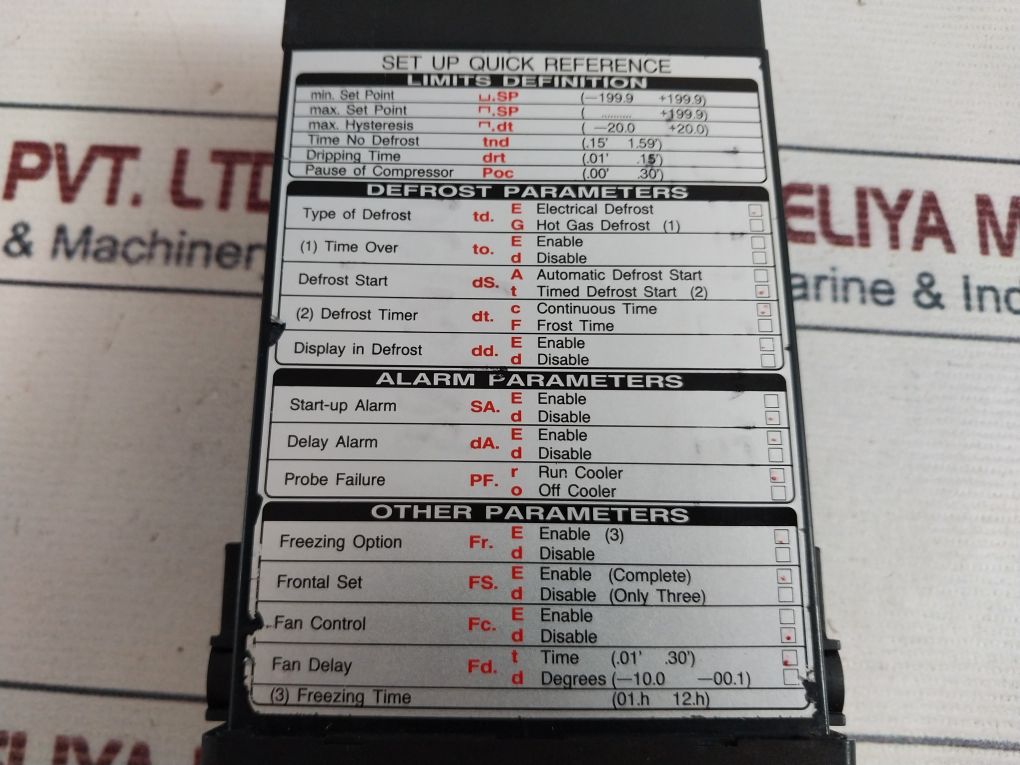 SET UP QUICK REFERENCE
LIMITS DEFINITION
min. Set Point ⊔.SP (—199.9 +199.9)
max. Set Point ⊓.SP ( ......... +199.9)
max. Hysteresis ⊓.dt ( —20.0 +20.0)
Time No Defrost tnd (.15' 1.59')
Dripping Time drt (.01' .15')
Pause of Compressor Poc (.00' .30')
DEFROST PARAMETERS
Type of Defrost td. E Electrical Defrost
G Hot Gas Defrost (1)
(1) Time Over to. E Enable
d Disable
Defrost Start dS. A Automatic Defrost Start
t Timed Defrost Start (2)
(2) Defrost Timer dt. c Continuous Time
F Frost Time
Display in Defrost dd. E Enable
d Disable
ALARM PARAMETERS
Start-up Alarm SA. E Enable
d Disable
Delay Alarm dA. E Enable
d Disable
Probe Failure PF. r Run Cooler
o Off Cooler
OTHER PARAMETERS
Freezing Option Fr. E Enable (3)
d Disable
Frontal Set FS. E Enable (Complete)
d Disable (Only Three)
Fan Control Fc. E Enable
d Disable
Fan Delay Fd. t Time (.01' .30')
d Degrees (—10.0 —00.1)
(3) Freezing Time (01.h 12.h)
PVT. LTD
& Machiner
ELIYA M
arine & Ind